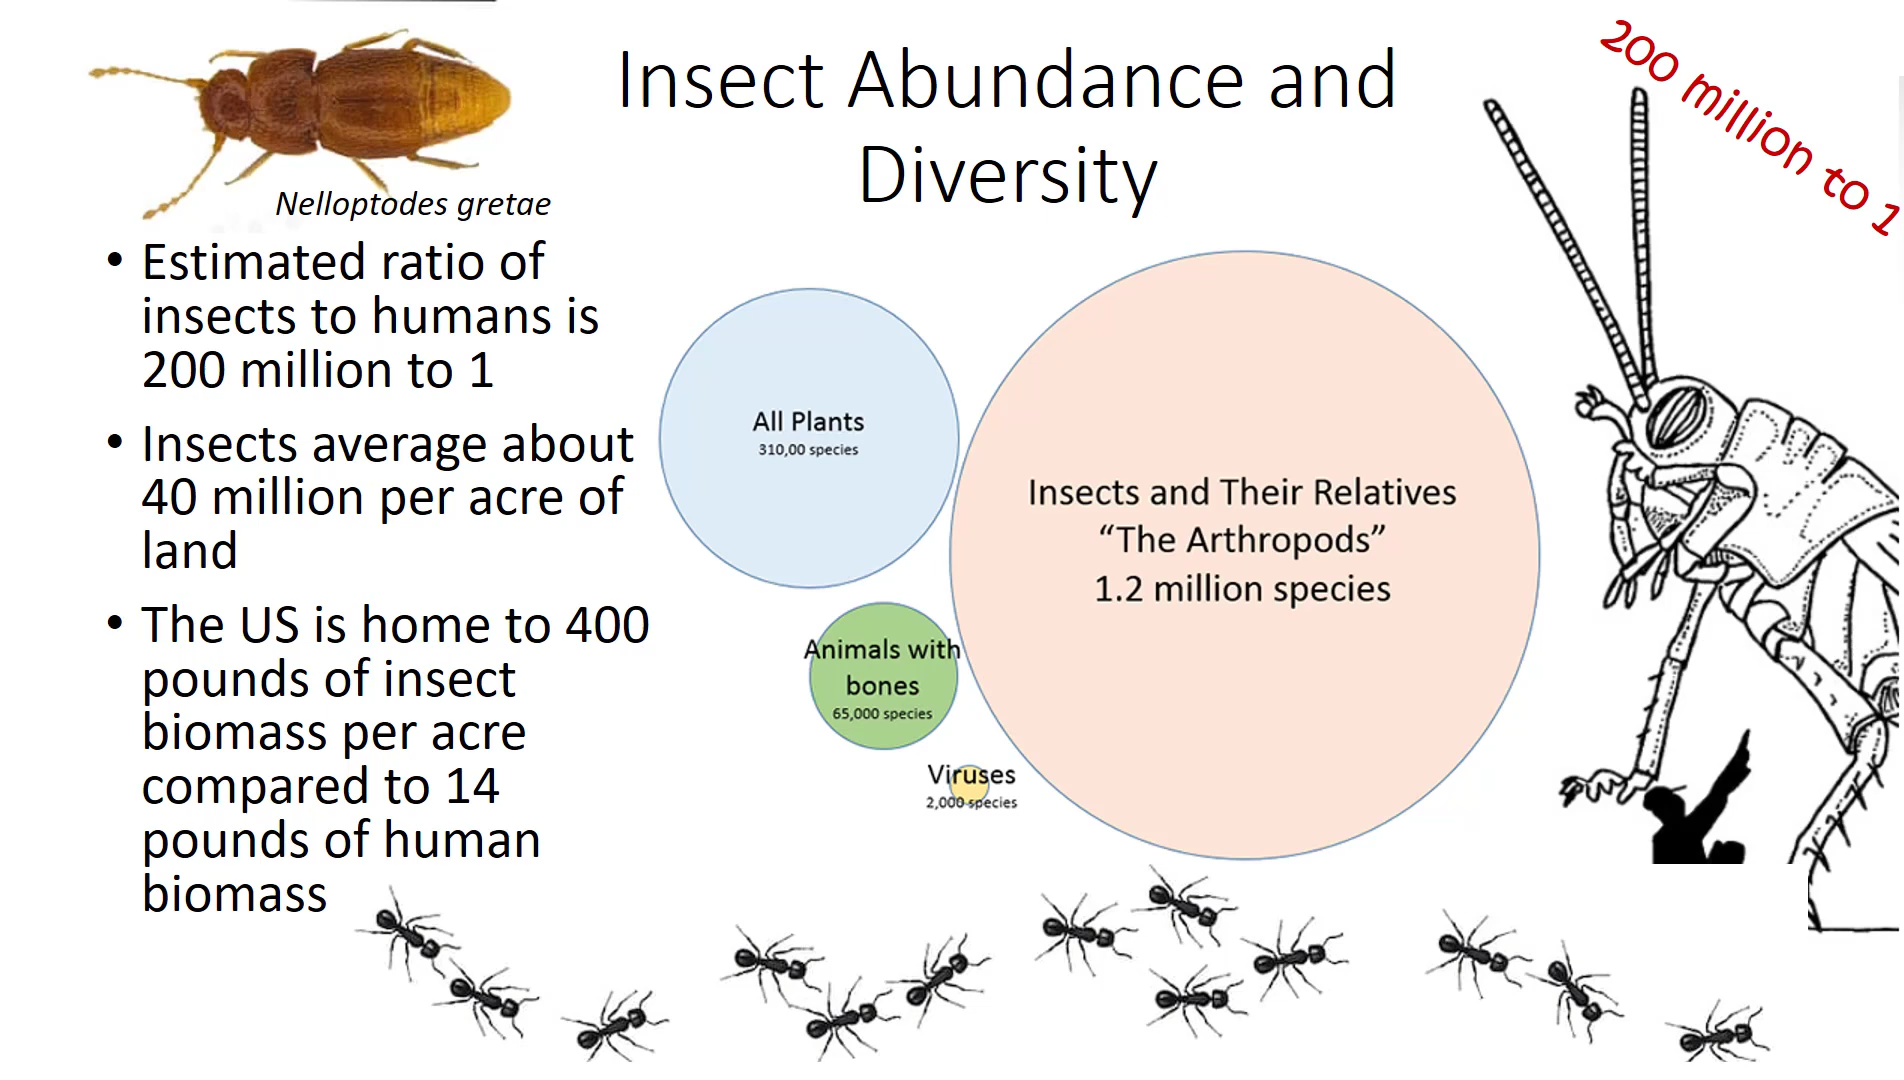 Insect Abundance and
Diversity
200 million to 1
Nelloptodes gretae
• Estimated ratio of
insects to humans is
200 million to 1
• Insects average about
40 million per acre of
land
• The US is home to 400
pounds of insect
biomass per acre
compared to 14
pounds of human
biomass
All Plants
310,00 species
Insects and Their Relatives
“The Arthropods”
1.2 million species
Animals with
bones
65,000 species
Viruses
2,000 species